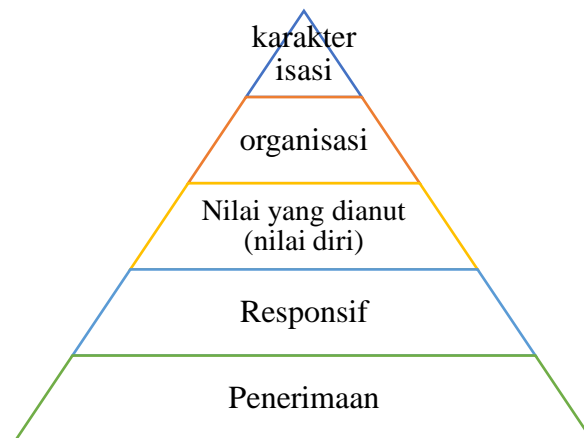 karakter
isasi
organisasi
Nilai yang dianut
(nilai diri)
Responsif
Penerimaan